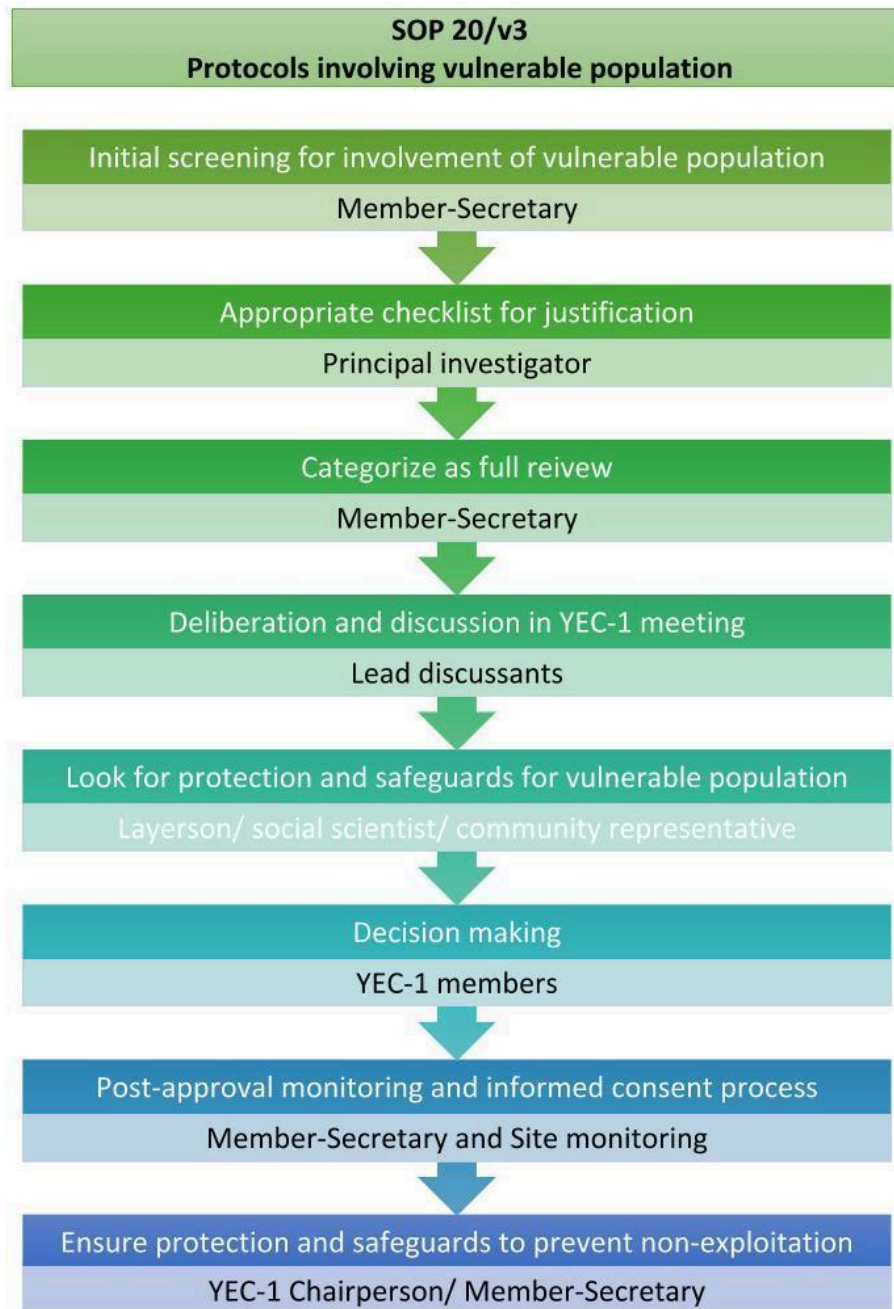 SOP 20/v3
Protocols involving vulnerable population
Initial screening for involvement of vulnerable population
Member-Secretary
Appropriate checklist for justification
Principal investigator
Categorize as full reivew
Member-Secretary
Deliberation and discussion in YEC-1 meeting
Lead discussants
Look for protection and safeguards for vulnerable population
Layerson/ social scientist/ community representative
Decision making
YEC-1 members
Post-approval monitoring and informed consent process
Member-Secretary and Site monitoring
Ensure protection and safeguards to prevent non-exploitation
YEC-1 Chairperson/ Member-Secretary